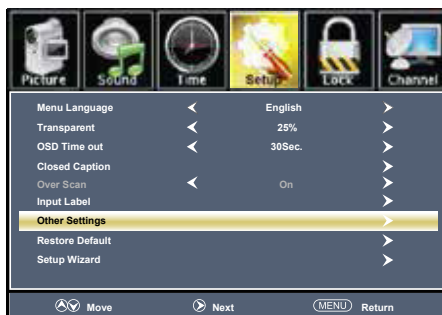 Picture Sound Time Setup Lock Channel
Menu Language English
Transparent 25%
OSD Time out 30Sec.
Closed Caption
Over Scan On
Input Label
Other Settings
Restore Default
Setup Wizard
Move Next MENU Return